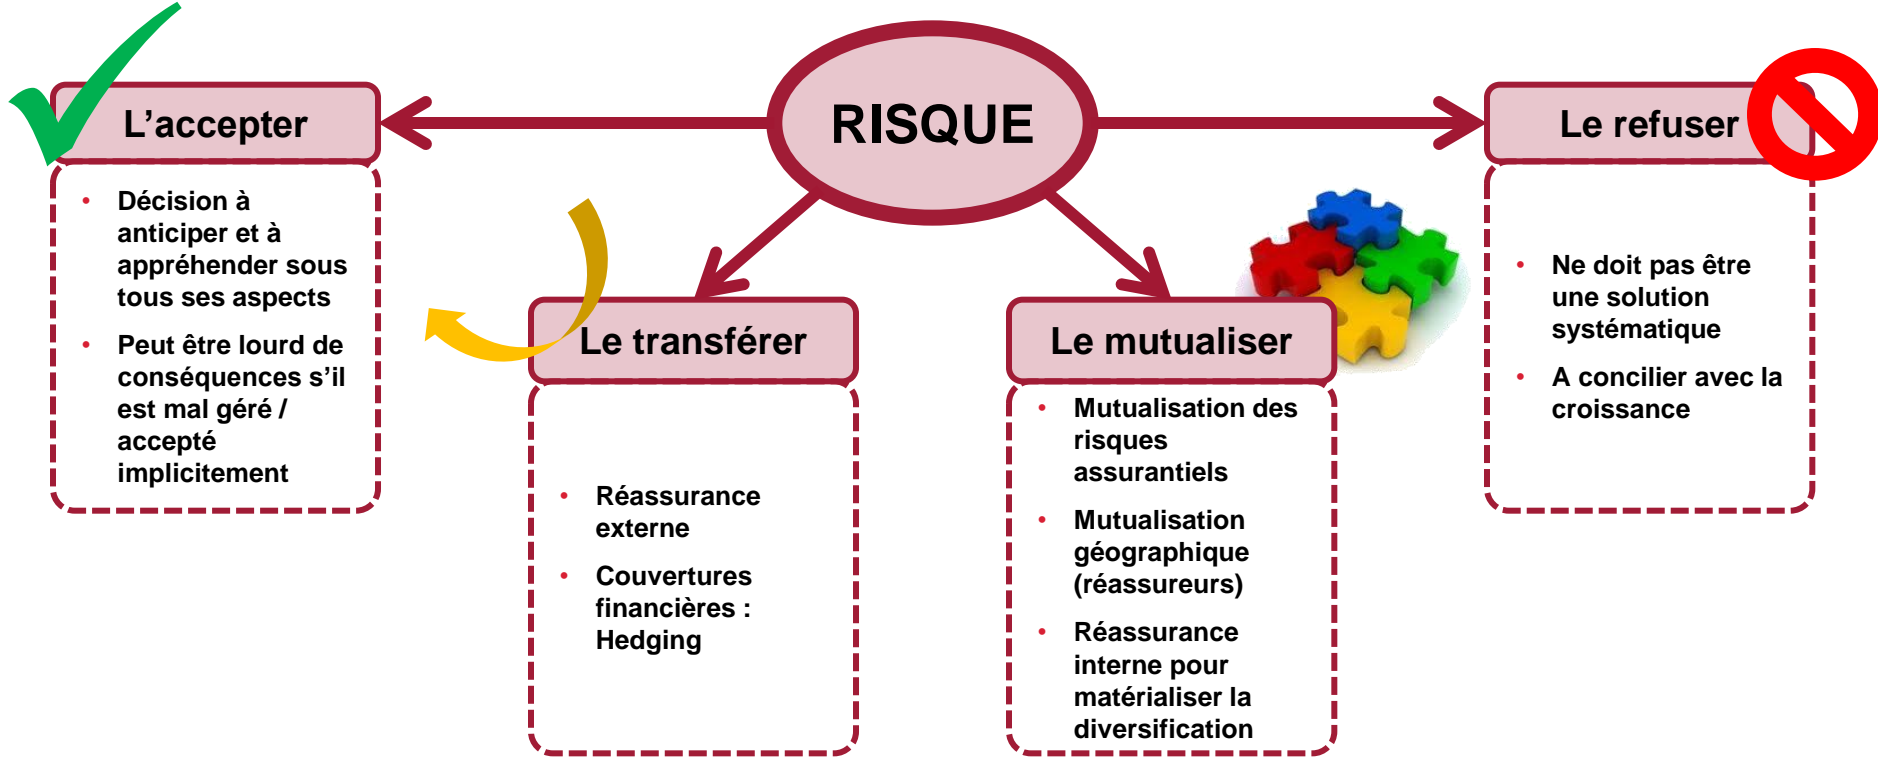 RISQUE
L’accepter
• Décision à
anticiper et à
appréhender sous
tous ses aspects
• Peut être lourd de
conséquences s’il
est mal géré /
accepté
implicitement
Le transférer
• Réassurance
externe
• Couvertures
financières :
Hedging
Le mutualiser
• Mutualisation des
risques
assurantiels
• Mutualisation
géographique
(réassureurs)
• Réassurance
interne pour
matérialiser la
diversification
Le refuser
• Ne doit pas être
une solution
systématique
• A concilier avec la
croissance